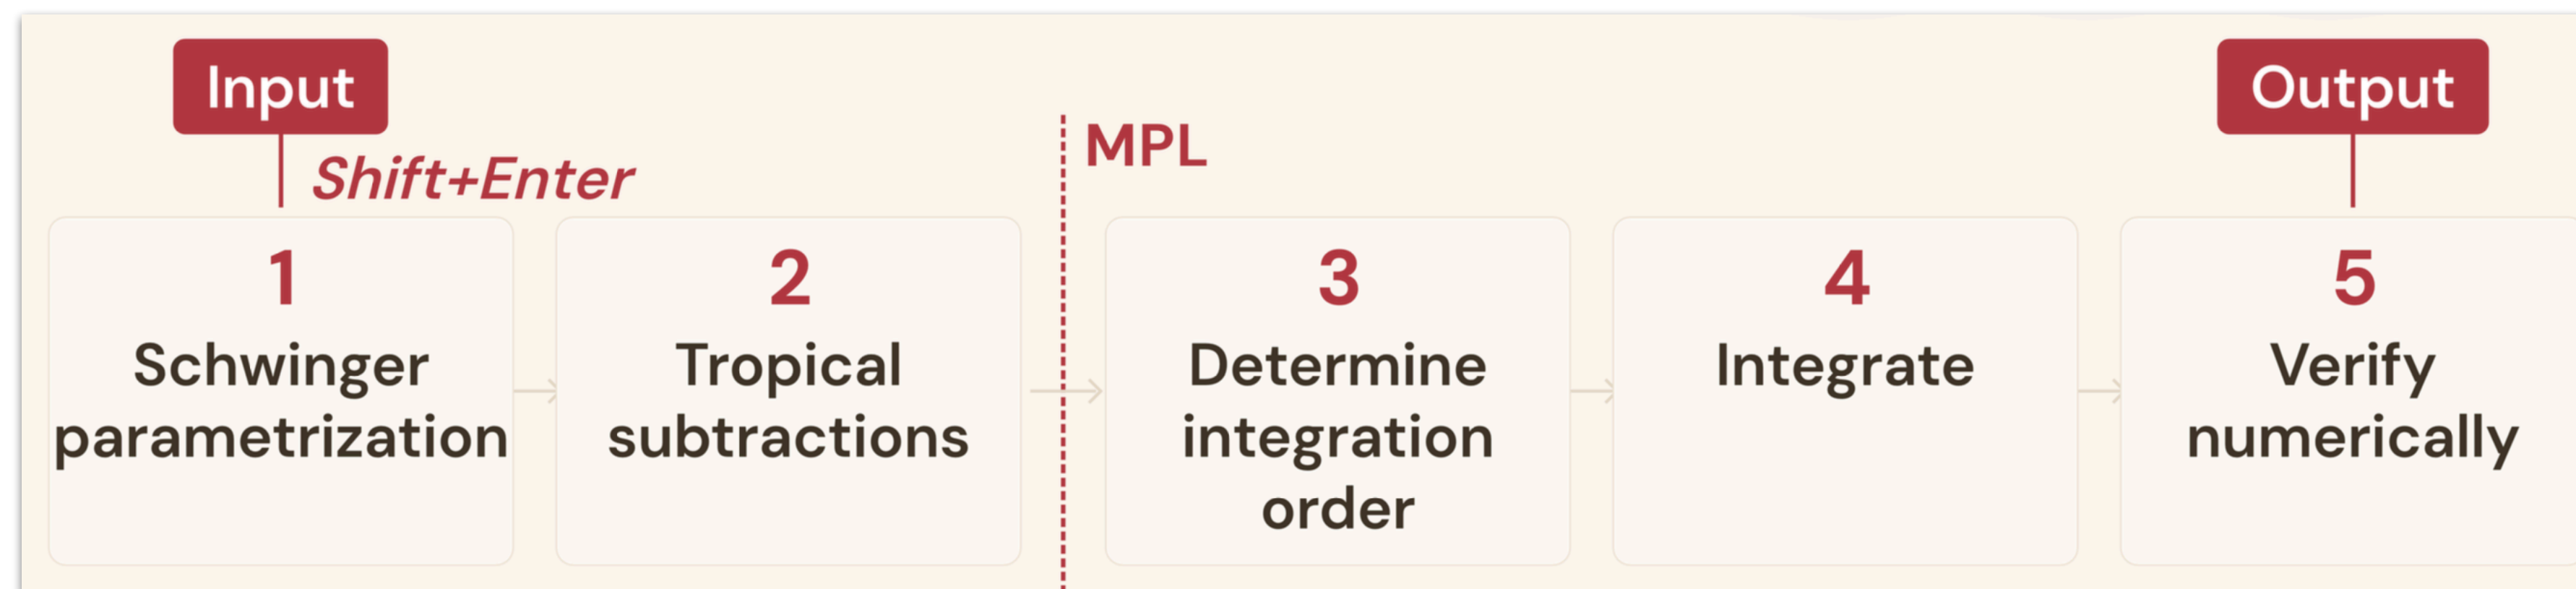 Input
Output
MPL
Shift+Enter
1
Schwinger
parametrization
2
Tropical
subtractions
3
Determine
integration
order
4
Integrate
5
Verify
numerically